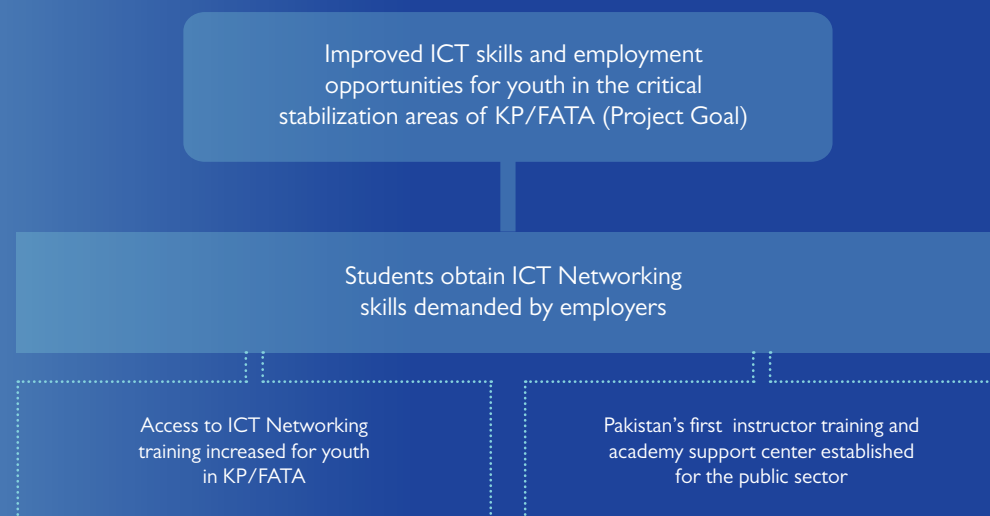 Improved ICT skills and employment
opportunities for youth in the critical
stabilization areas of KP/FATA (Project Goal)
Students obtain ICT Networking
skills demanded by employers
Access to ICT Networking
training increased for youth
in KP/FATA
Pakistan's first instructor training and
academy support center established
for the public sector